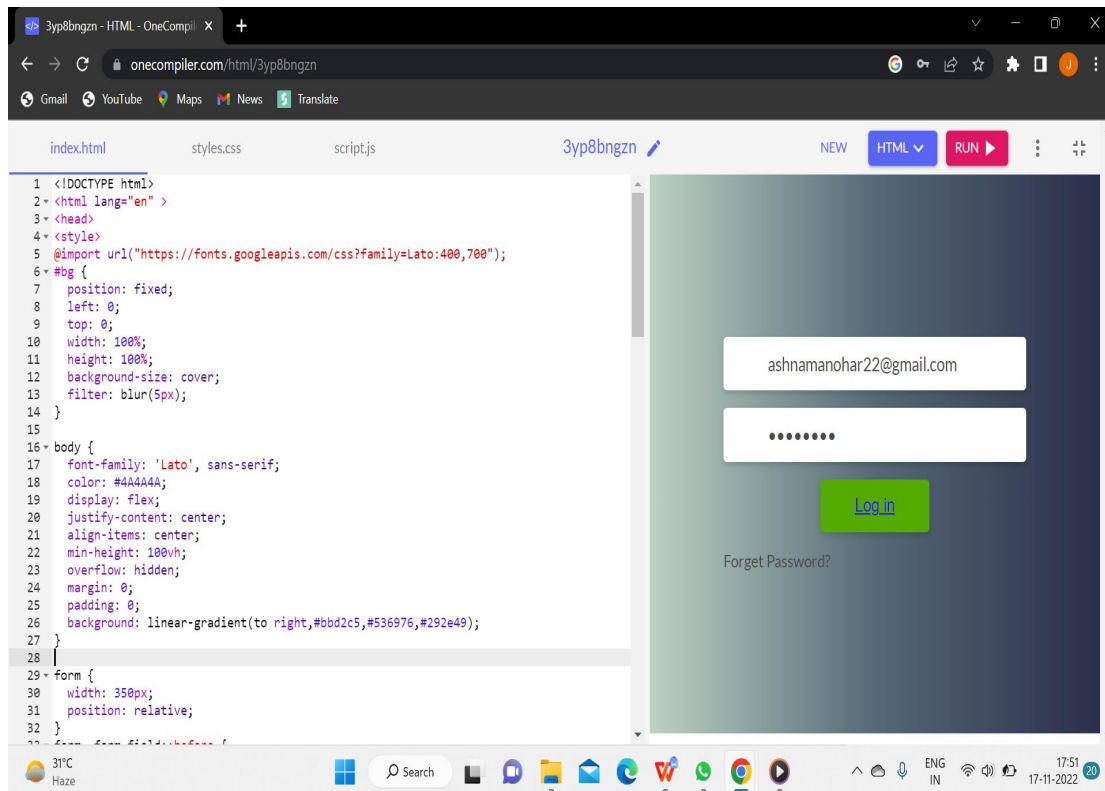 3yp8bngzn - HTML - OneCompil
onecompiler.com/html/3yp8bngzn
Gmail YouTube Maps News Translate
index.html styles.css script.js 3yp8bngzn NEW HTML RUN
1 <!DOCTYPE html>
2 <html lang="en" >
3 <head>
4 <style>
5 @import url("https://fonts.googleapis.com/css?family=Lato:400,700");
6 #bg {
7 position: fixed;
8 left: 0;
9 top: 0;
10 width: 100%;
11 height: 100%;
12 background-size: cover;
13 filter: blur(5px);
14 }
15
16 body {
17 font-family: 'Lato', sans-serif;
18 color: #4A4A4A;
19 display: flex;
20 justify-content: center;
21 align-items: center;
22 min-height: 100vh;
23 overflow: hidden;
24 margin: 0;
25 padding: 0;
26 background: linear-gradient(to right,#bbd2c5,#536976,#292e49);
27 }
28
29 form {
30 width: 350px;
31 position: relative;
32 }
ashnamanohar22@gmail.com
••••••••
Log in
Forget Password?
31°C
Haze
Search
ENG
IN
17:51
17-11-2022
20